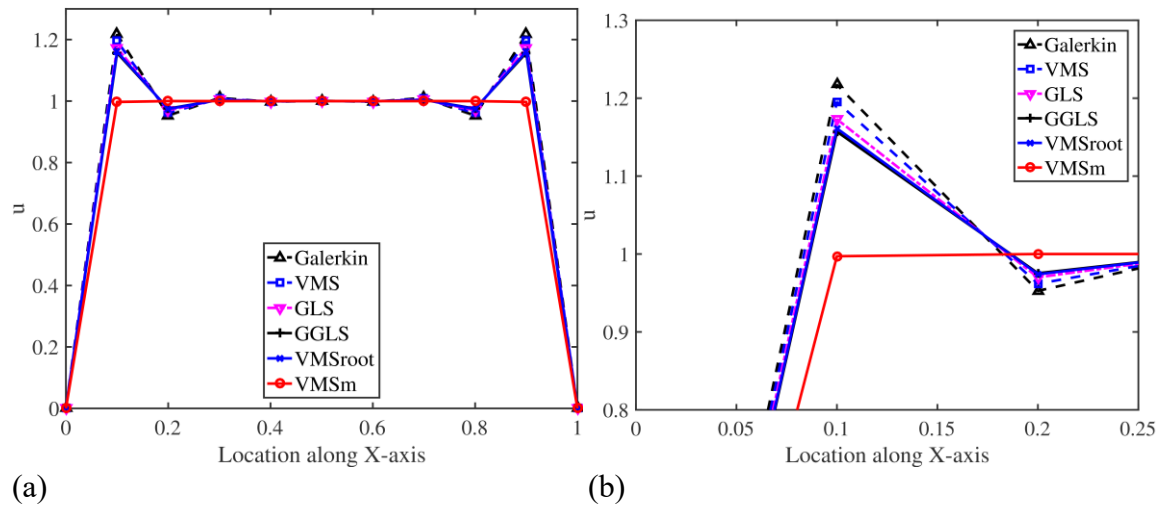 1.2
1
0.8
0.6
0.4
0.2
0
u
Galerkin
VMS
GLS
GGLS
VMSroot
VMSm
0 0.2 0.4 0.6 0.8 1
Location along X-axis
(a)
1.3
1.2
1.1
1
0.9
0.8
u
Galerkin
VMS
GLS
GGLS
VMSroot
VMSm
0 0.05 0.1 0.15 0.2 0.25
Location along X-axis
(b)